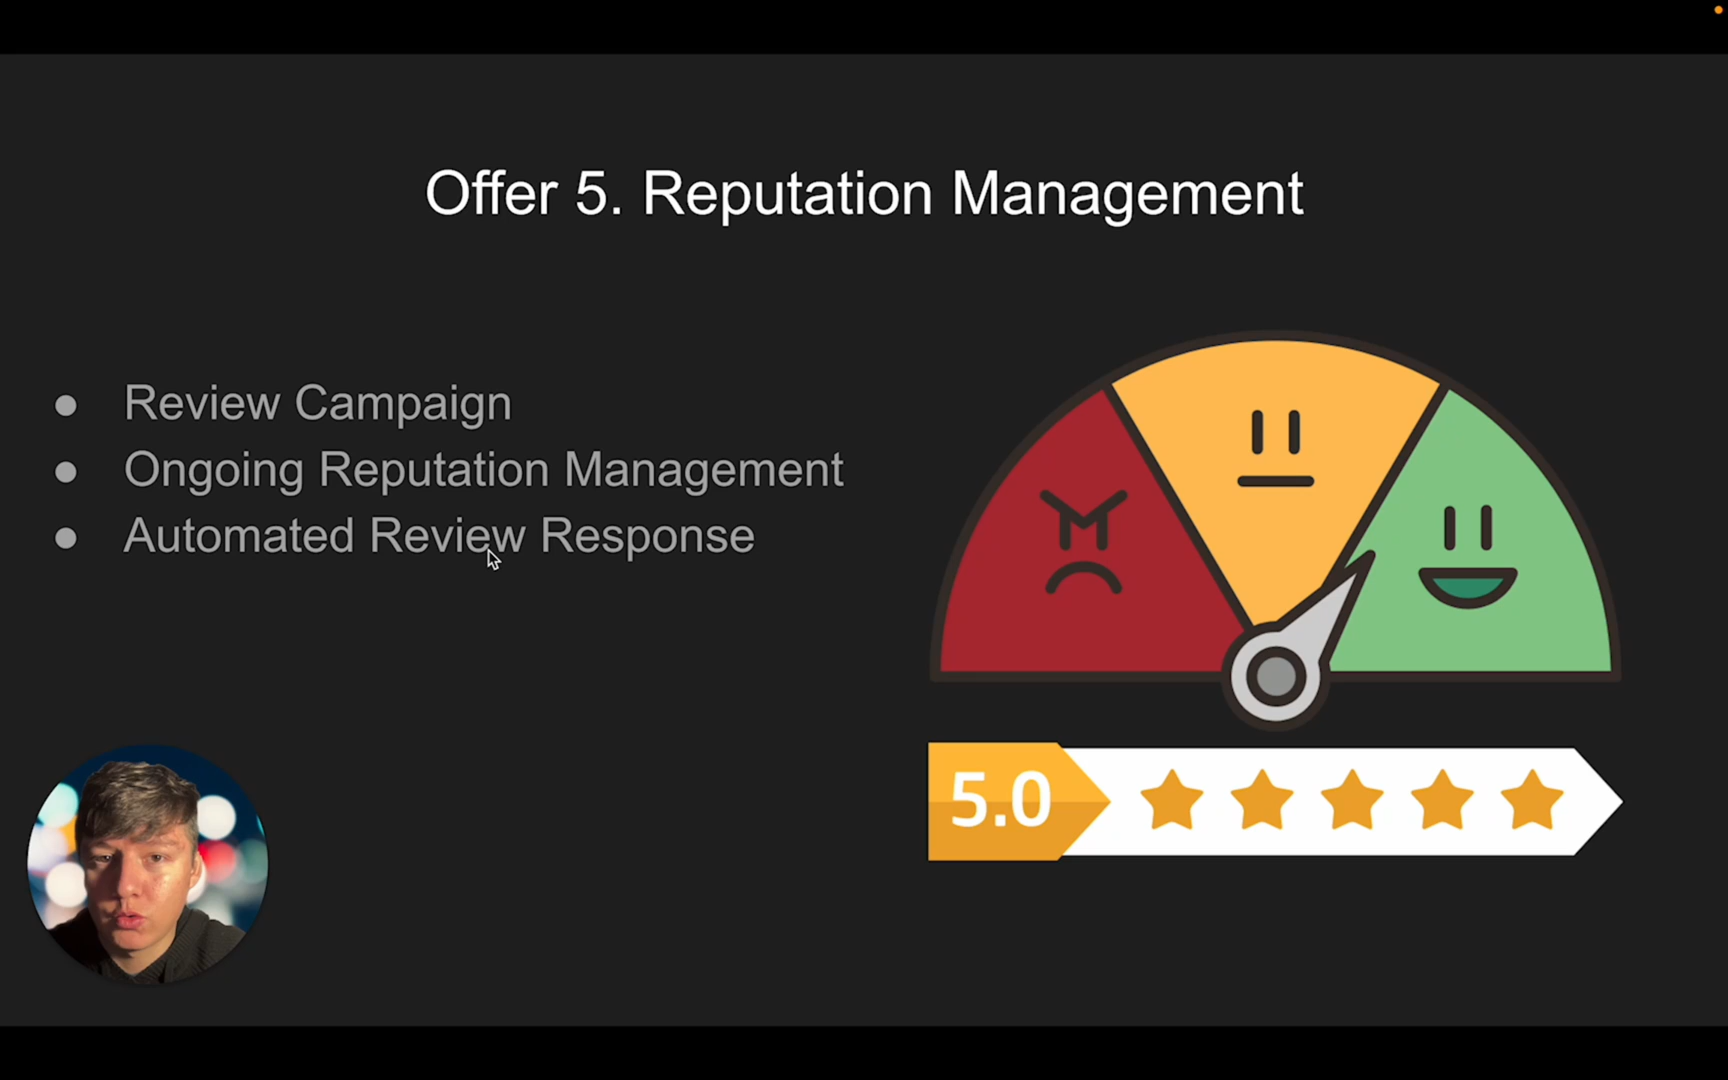 Offer 5. Reputation Management
● Review Campaign
● Ongoing Reputation Management
● Automated Review Response
5.0